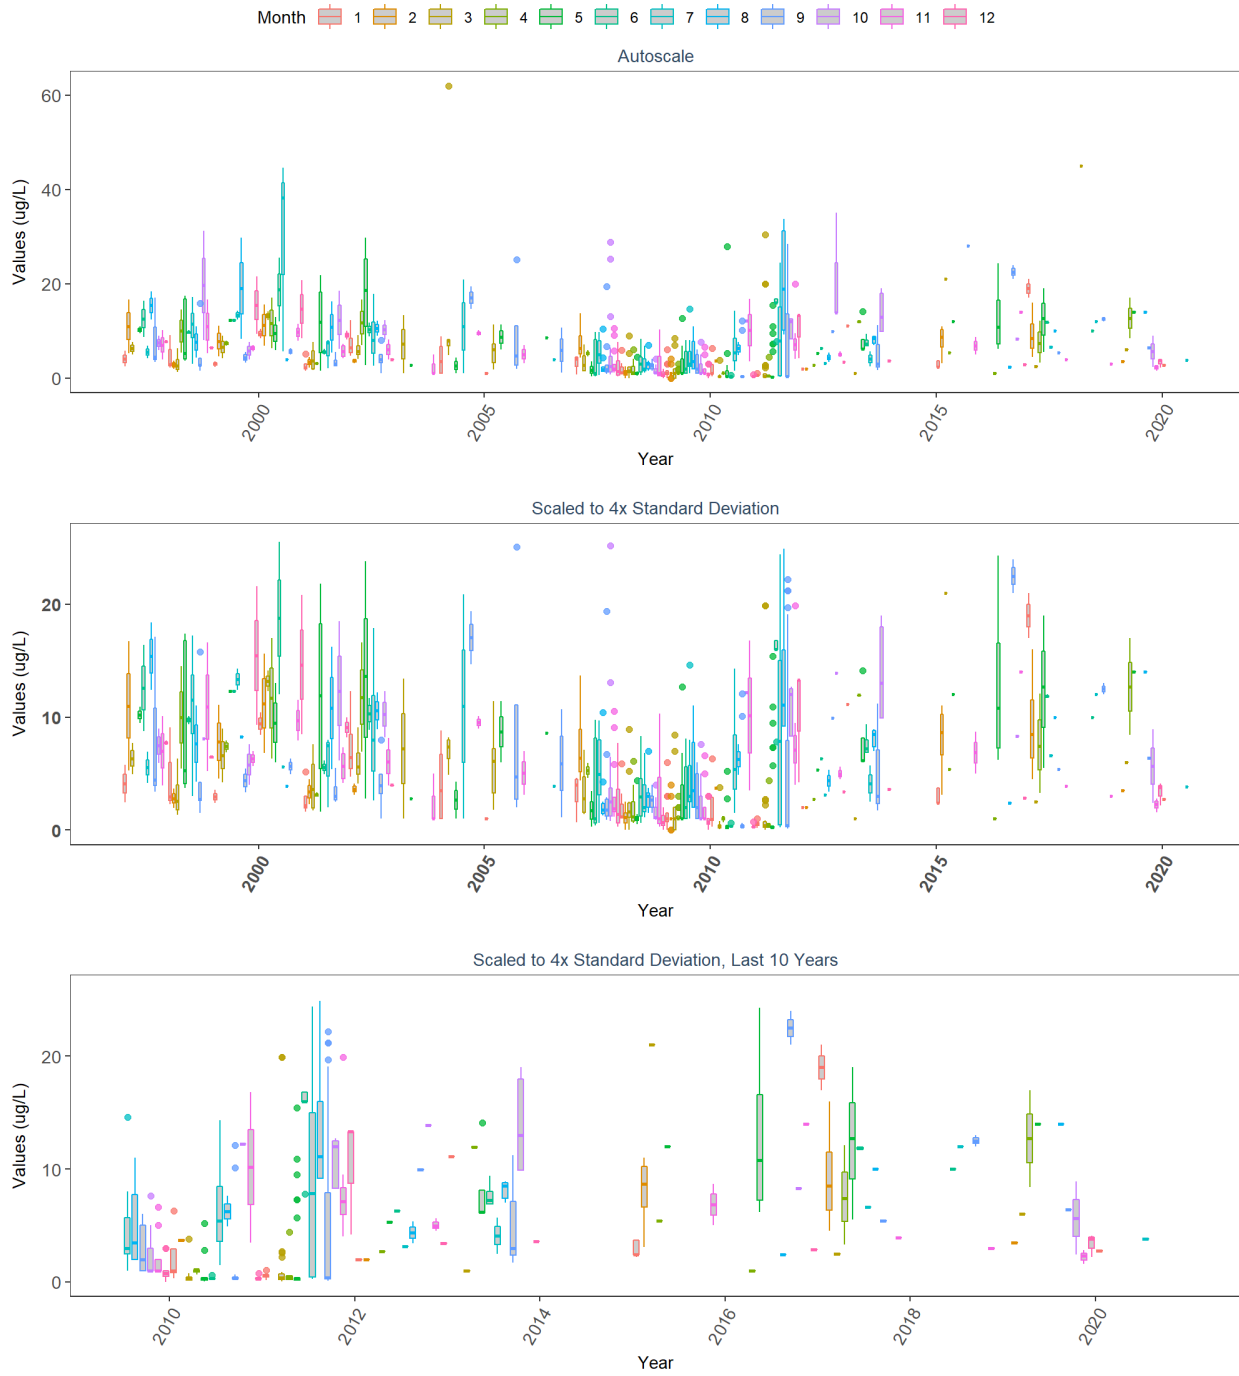 Month 1 2 3 4 5 6 7 8 9 10 11 12
Autoscale
Values (ug/L)
60
40
20
0
2000 2005 2010 2015 2020
Year
Scaled to 4x Standard Deviation
Values (ug/L)
20
10
0
2000 2005 2010 2015 2020
Year
Scaled to 4x Standard Deviation, Last 10 Years
Values (ug/L)
20
10
0
2010 2012 2014 2016 2018 2020
Year